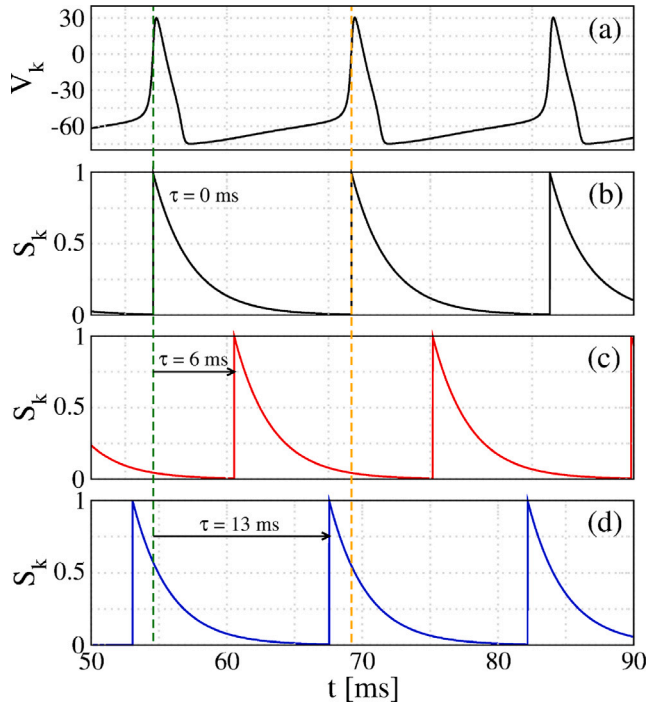 30
0
-30
-60
V_k
(a)
1
0.5
0
S_k
τ = 0 ms
(b)
1
0.5
0
S_k
τ = 6 ms
(c)
1
0.5
0
S_k
τ = 13 ms
(d)
50 60 70 80 90
t [ms]